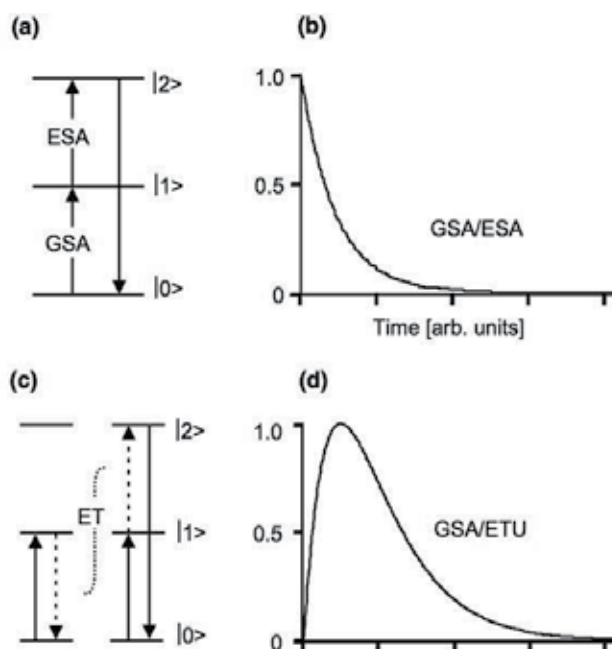 (a)
|2>
ESA
|1>
GSA
|0>
(b)
1.0
0.5
0
GSA/ESA
Time [arb. units]
(c)
|2>
ET
|1>
|0>
(d)
1.0
0.5
0
GSA/ETU